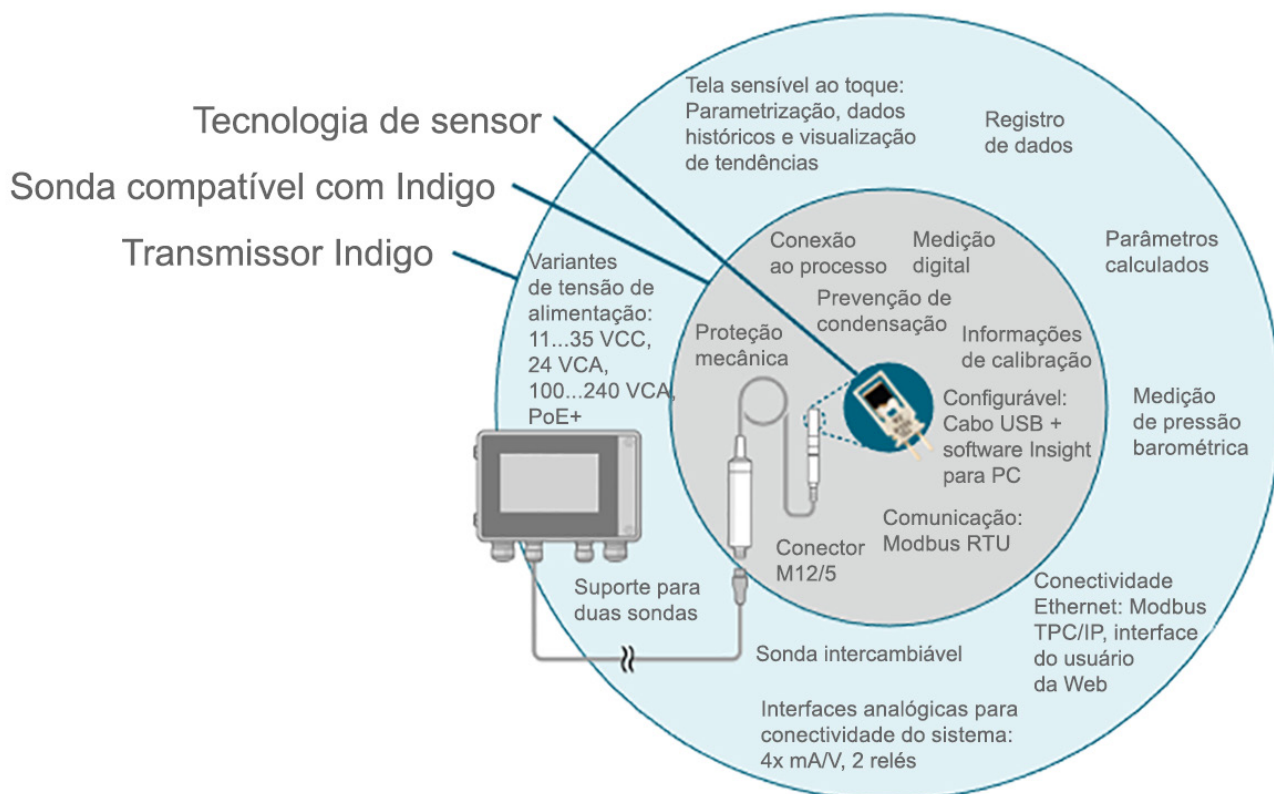 Tecnologia de sensor
Sonda compatível com Indigo
Transmissor Indigo
Tela sensível ao toque:
Parametrização, dados
históricos e visualização
de tendências
Registro
de dados
Parâmetros
calculados
Medição
de pressão
barométrica
Conectividade
Ethernet: Modbus
TPC/IP, interface
do usuário
da Web
Interfaces analógicas para
conectividade do sistema:
4x mA/V, 2 relés
Sonda intercambiável
Suporte para
duas sondas
Variantes
de tensão de
alimentação:
11...35 VCC,
24 VCA,
100...240 VCA,
PoE+
Conexão
ao processo
Medição
digital
Prevenção de
condensação
Proteção
mecânica
Informações
de calibração
Configurável:
Cabo USB +
software Insight
para PC
Comunicação:
Modbus RTU
Conector
M12/5